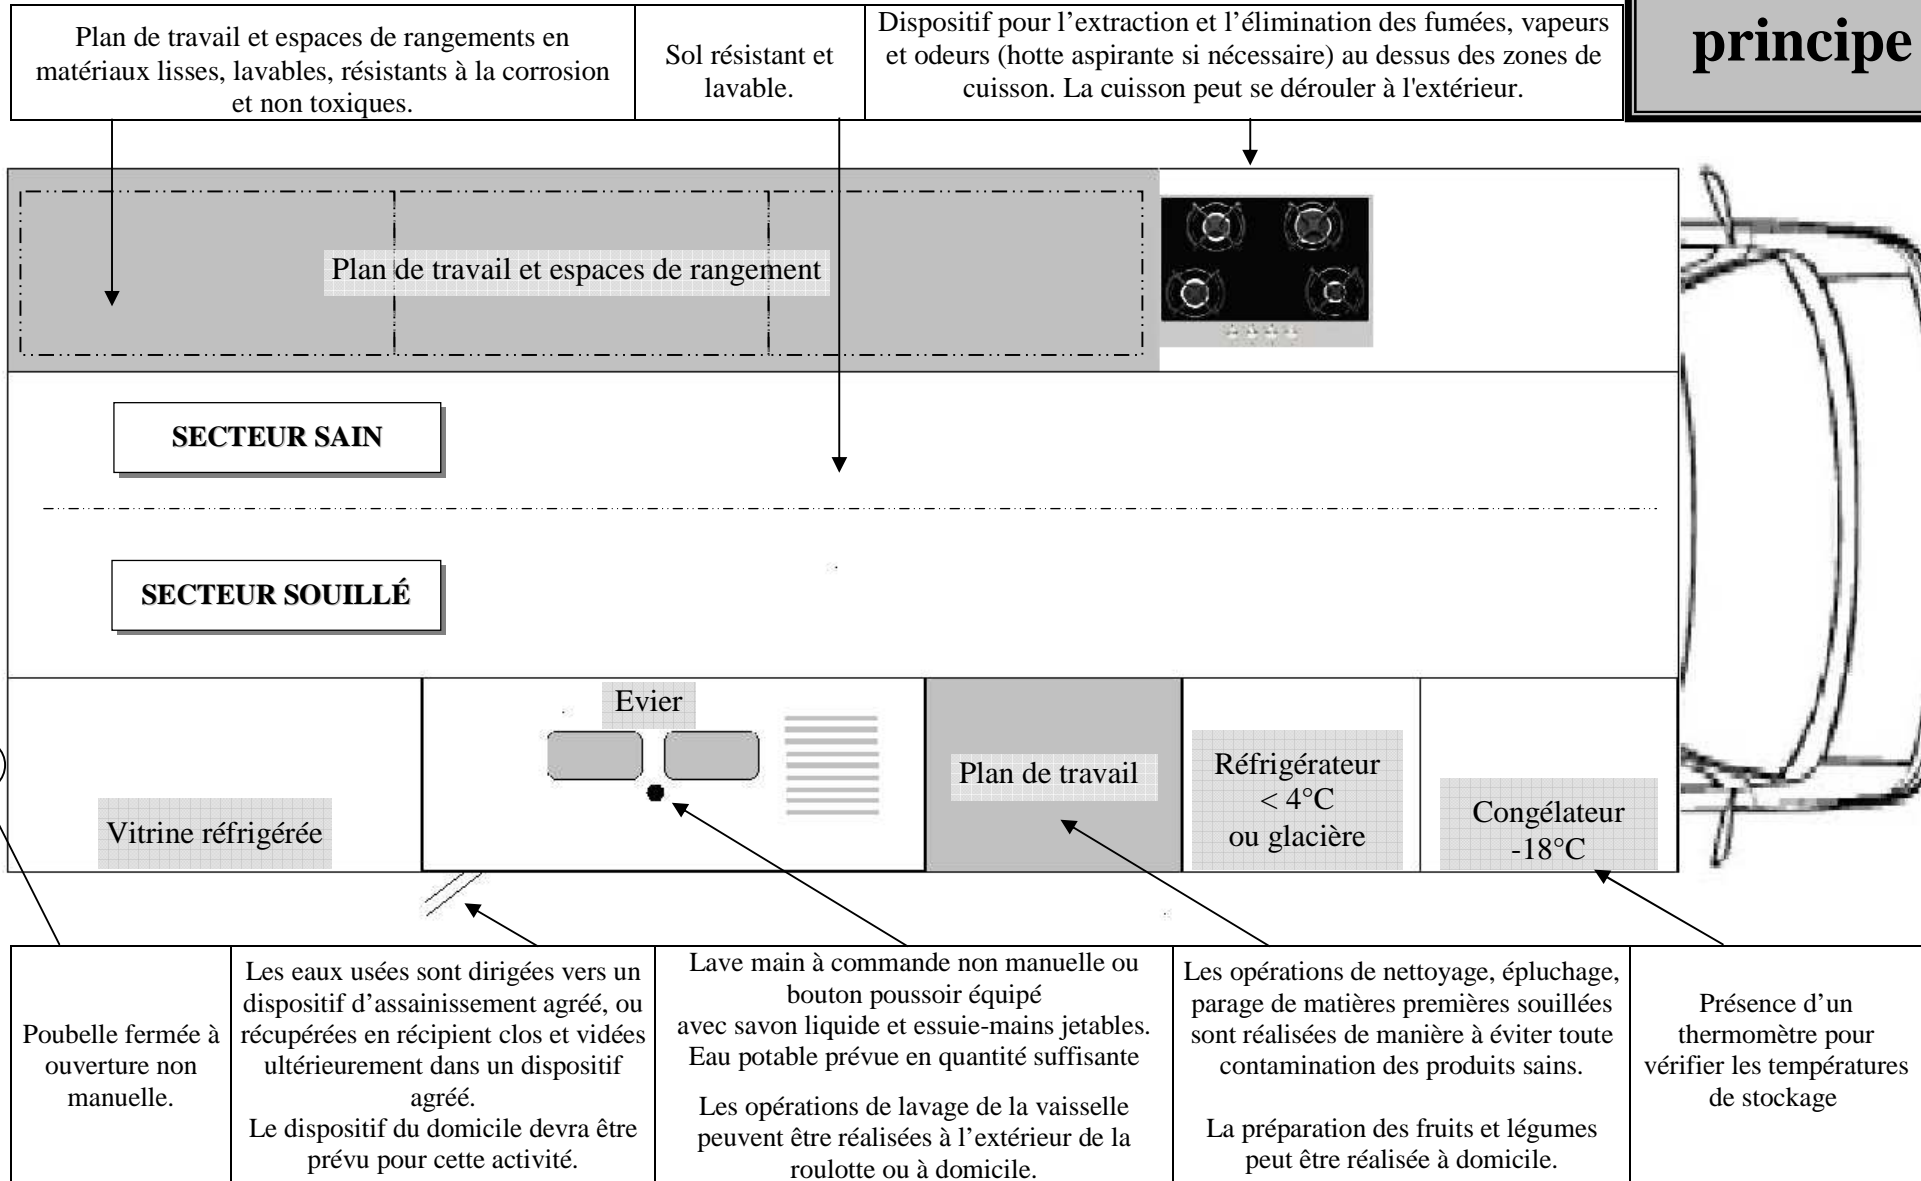 Plan de travail et espaces de rangements en
matériaux lisses, lavables, résistants à la corrosion
et non toxiques.
Sol résistant et
lavable.
Dispositif pour l’extraction et l’élimination des fumées, vapeurs
et odeurs (hotte aspirante si nécessaire) au dessus des zones de
cuisson. La cuisson peut se dérouler à l'extérieur.
principe
Plan de travail et espaces de rangement
SECTEUR SAIN
SECTEUR SOUILLÉ
Vitrine réfrigérée
Evier
Plan de travail
Réfrigérateur
< 4°C
ou glacière
Congélateur
-18°C
Poubelle fermée à
ouverture non
manuelle.
Les eaux usées sont dirigées vers un
dispositif d’assainissement agréé, ou
récupérées en récipient clos et vidées
ultérieurement dans un dispositif
agréé.
Le dispositif du domicile devra être
prévu pour cette activité.
Lave main à commande non manuelle ou
bouton poussoir équipé
avec savon liquide et essuie-mains jetables.
Eau potable prévue en quantité suffisante
Les opérations de lavage de la vaisselle
peuvent être réalisées à l’extérieur de la
roulotte ou à domicile.
Les opérations de nettoyage, épluchage,
parage de matières premières souillées
sont réalisées de manière à éviter toute
contamination des produits sains.
La préparation des fruits et légumes
peut être réalisée à domicile.
Présence d’un
thermomètre pour
vérifier les températures
de stockage